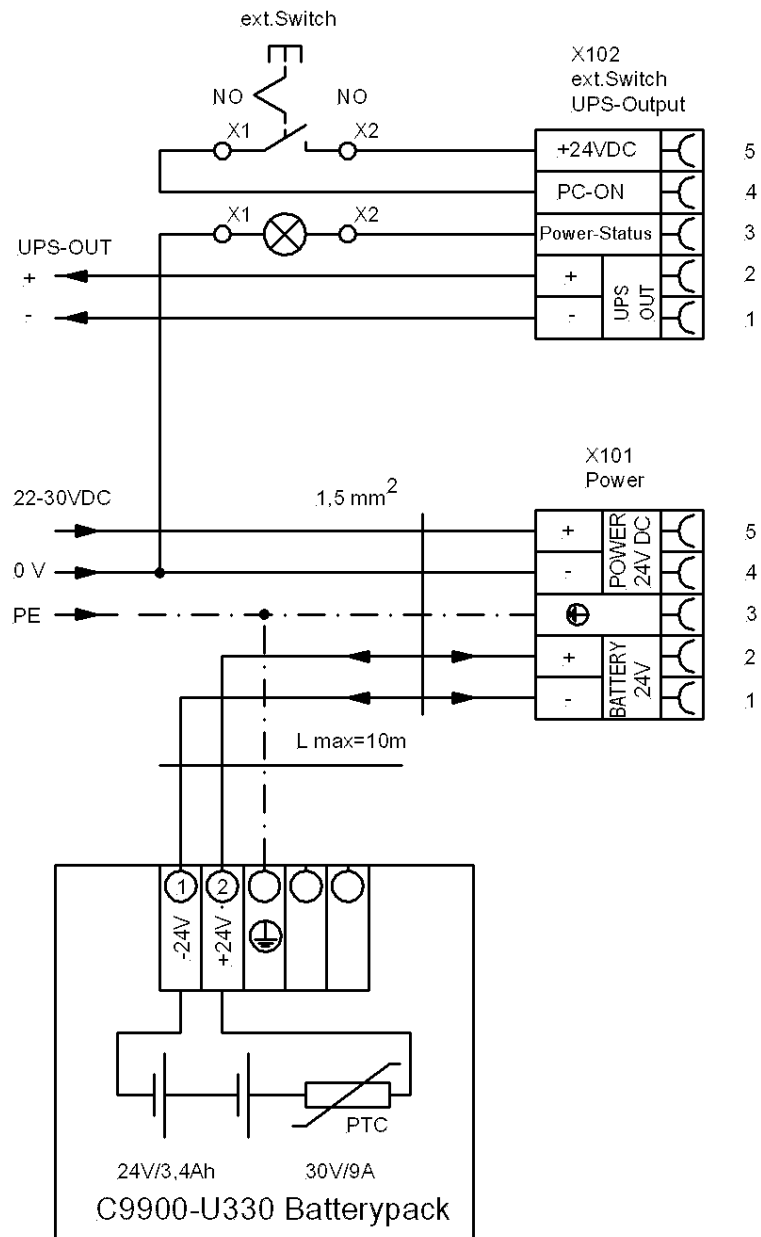 ext.Switch
X102
ext.Switch
UPS-Output
NO
NO
X1
X2
+24VDC
5
PC-ON
4
X1
X2
Power-Status
3
UPS-OUT
+
+
2
-
-
1
UPS
OUT
X101
Power
22-30VDC
1,5 mm2
+
5
0 V
-
4
POWER
24V DC
PE
3
+
2
-
1
BATTERY
24V
L max=10m
1
2
-24V
+24V
PTC
24V/3,4Ah
30V/9A
C9900-U330 Batterypack